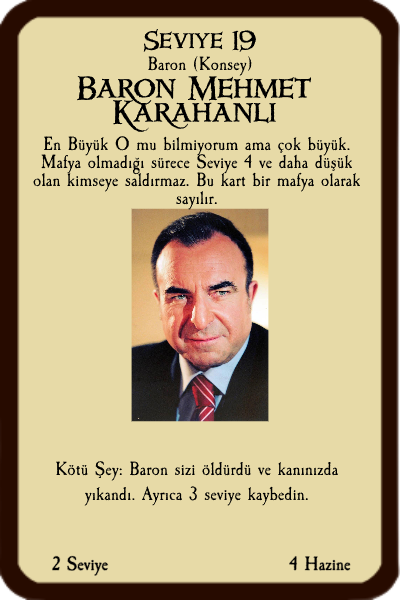 Seviye 19
Baron (Konsey)
Baron Mehmet
Karahanlı
En Büyük O mu bilmiyorum ama çok büyük.
Mafya olmadığı sürece Seviye 4 ve daha düşük
olan kimseye saldırmaz. Bu kart bir mafya olarak
sayılır.
Kötü Şey: Baron sizi öldürdü ve kanınızda
yıkandı. Ayrıca 3 seviye kaybedin.
2 Seviye
4 Hazine